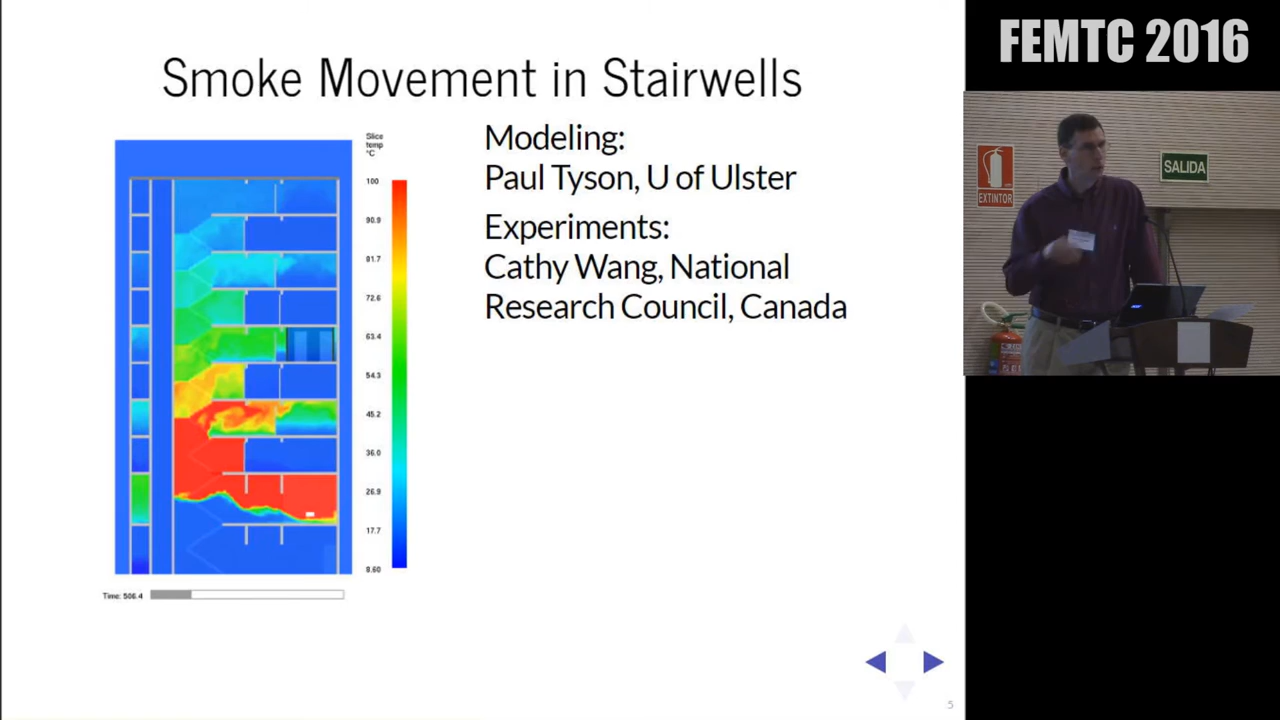 FEMTC 2016
Smoke Movement in Stairwells
Modeling:
Paul Tyson, U of Ulster
Experiments:
Cathy Wang, National
Research Council, Canada
Slice
temp
°C
100
90.9
81.7
72.6
63.4
54.3
45.2
36.0
26.9
17.7
8.60
Time: 506.4
EXTINTOR
SALIDA
5